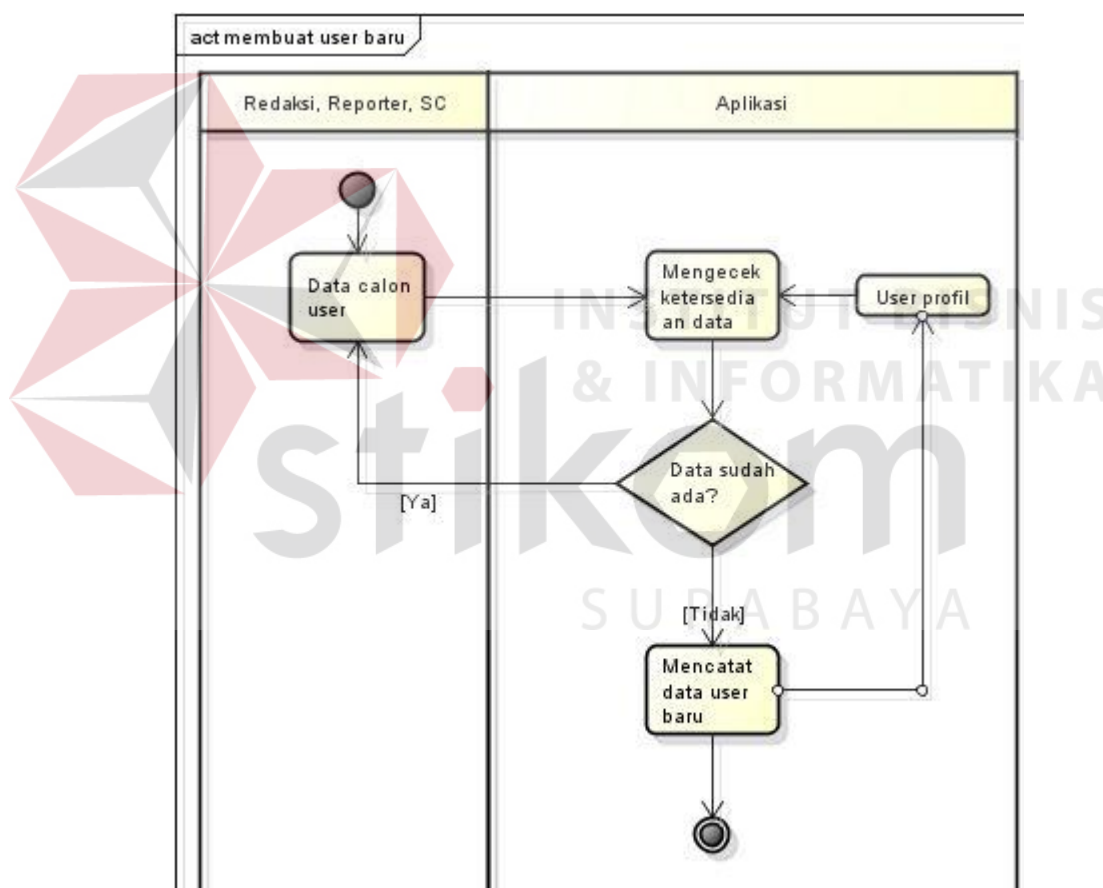 act membuat user baru
Redaksi, Reporter, SC
Aplikasi
Data calon
user
Mengecek
ketersedia
an data
User profil
INSTITUT BISNIS
& INFORMATIKA
stikom
SURABAYA
Data sudah
ada?
[Ya]
[Tidak]
Mencatat
data user
baru